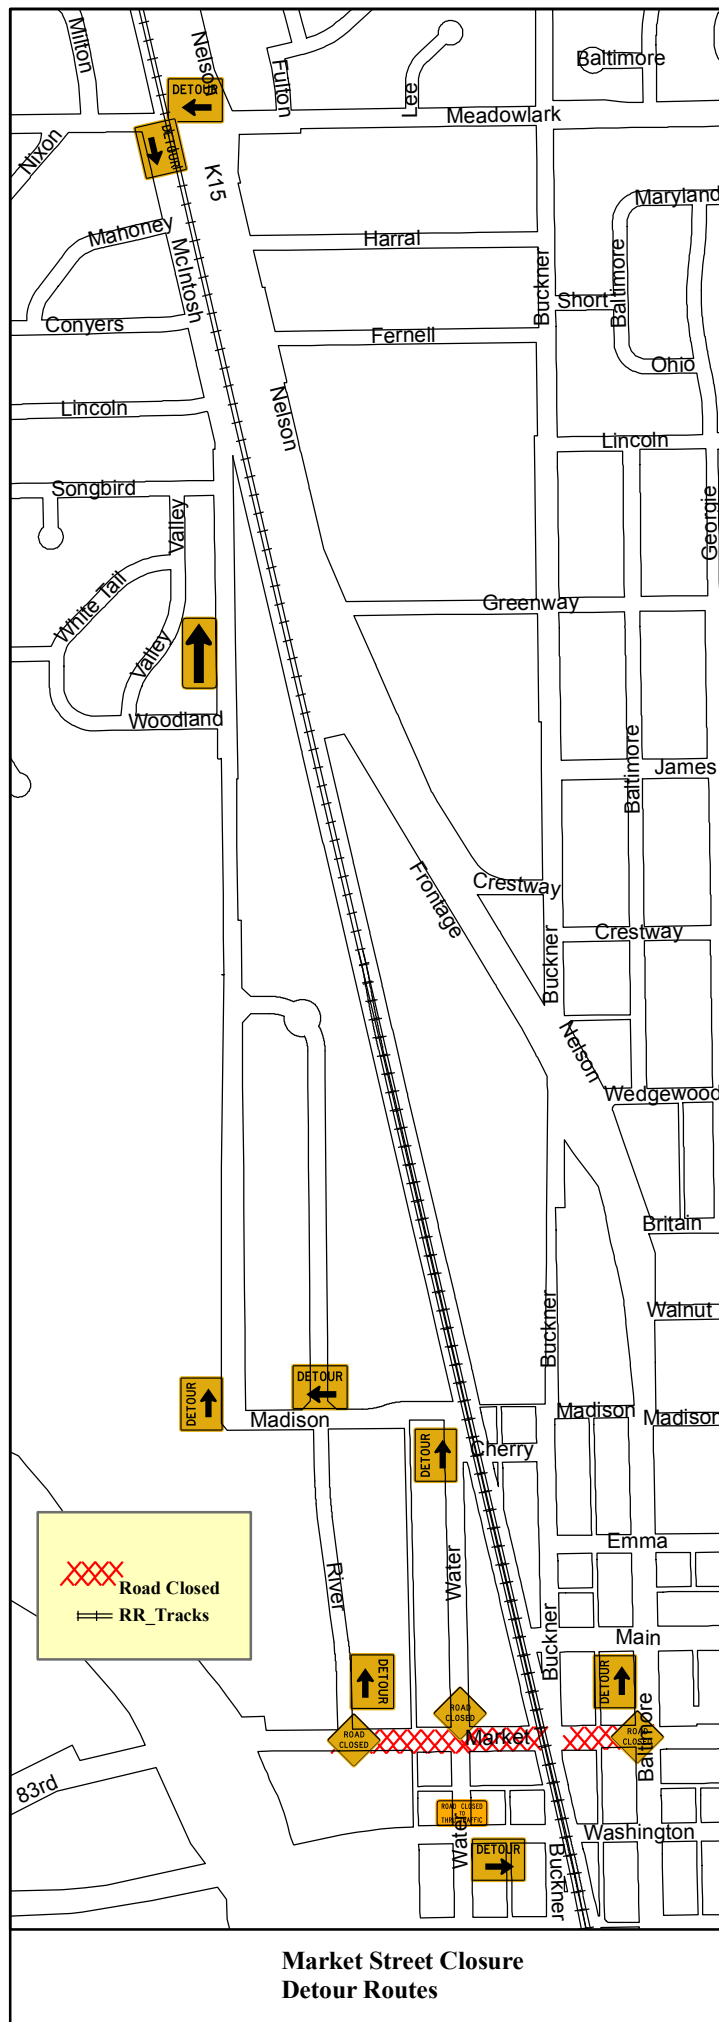 Milton
Nelson
Fulton
Lee
Baltimore
DETOUR
Meadowlark
DETOUR
Nixon
K15
Maryland
Mahoney
McIntosh
Harral
Buckner
Baltimore
Short
Conyers
Fernell
Ohio
Nelson
Lincoln
Lincoln
Songbird
Valley
Georgie
White Tail
Greenway
Valley
Woodland
Baltimore
James
Buckner
Frontage
Crestway
Crestway
Buckner
Nelson
Wedgewood
Britain
Buckner
Walnut
DETOUR
DETOUR
Madison
Madison
Madison
DETOUR
Cherry
Emma
Road Closed
RR_Tracks
River
Water
Buckner
Main
DETOUR
DETOUR
ROAD
CLOSED
ROAD
CLOSED
Market
ROAD
CLOSED
Baltimore
83rd
ROAD CLOSED
TO
THRU TRAFFIC
Water
Washington
DETOUR
Buckner
Market Street Closure
Detour Routes